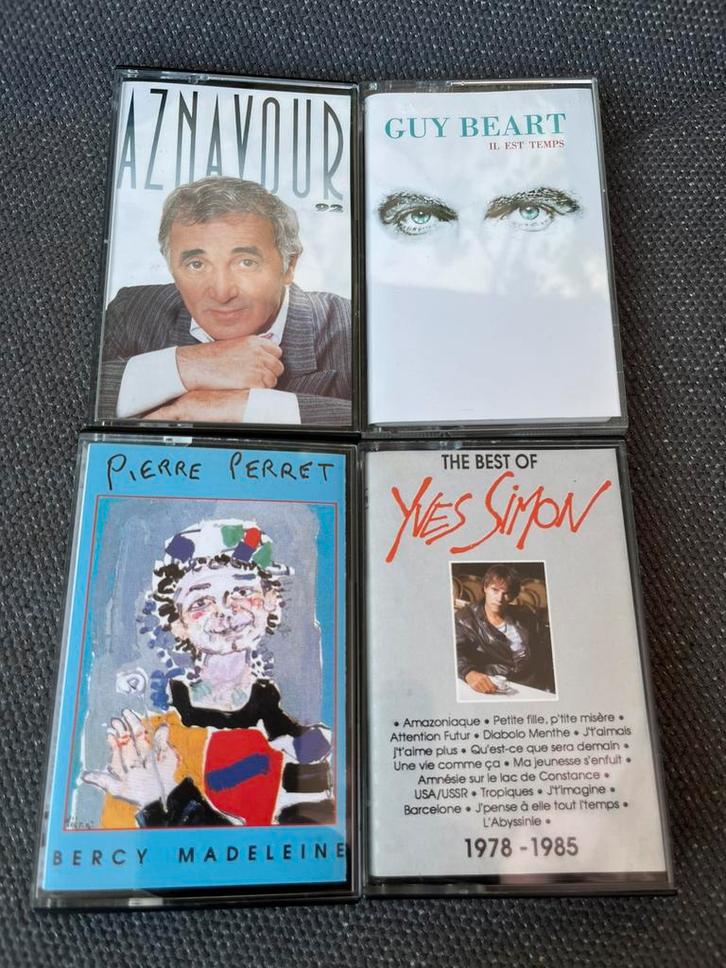 AZNAVOUR
92
GUY BEART
IL EST TEMPS
PIERRE PERRET
BERCY MADELEINE
THE BEST OF
YVES SIMON
• Amazoniaque • Petite fille, p'tite misère •
Attention Futur • Diabolo Menthe • J't'aimais
j't'aime plus • Qu'est-ce que sera demain •
Une vie comme ça • Ma jeunesse s'enfuit •
Amnésie sur le lac de Constance •
USA/USSR • Tropiques • J't'imagine •
Barcelone • J'pense à elle tout l'temps •
L'Abyssinie •
1978 - 1985